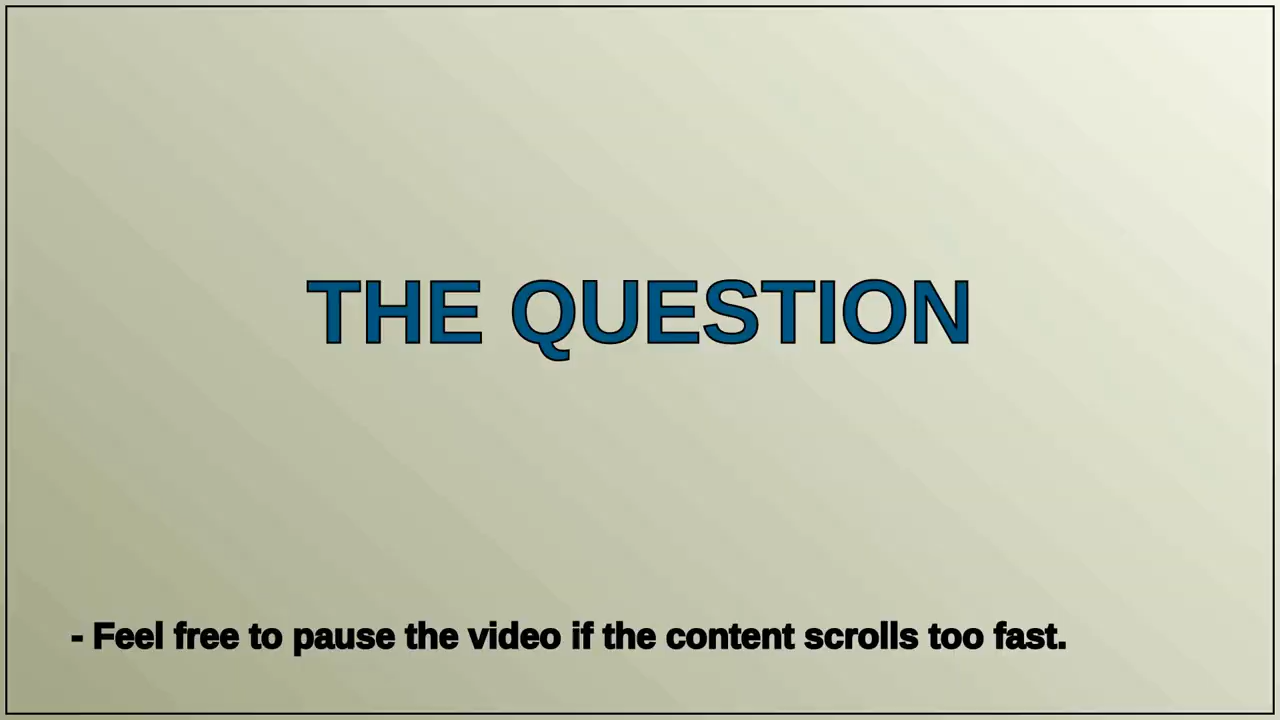 THE QUESTION
- Feel free to pause the video if the content scrolls too fast.